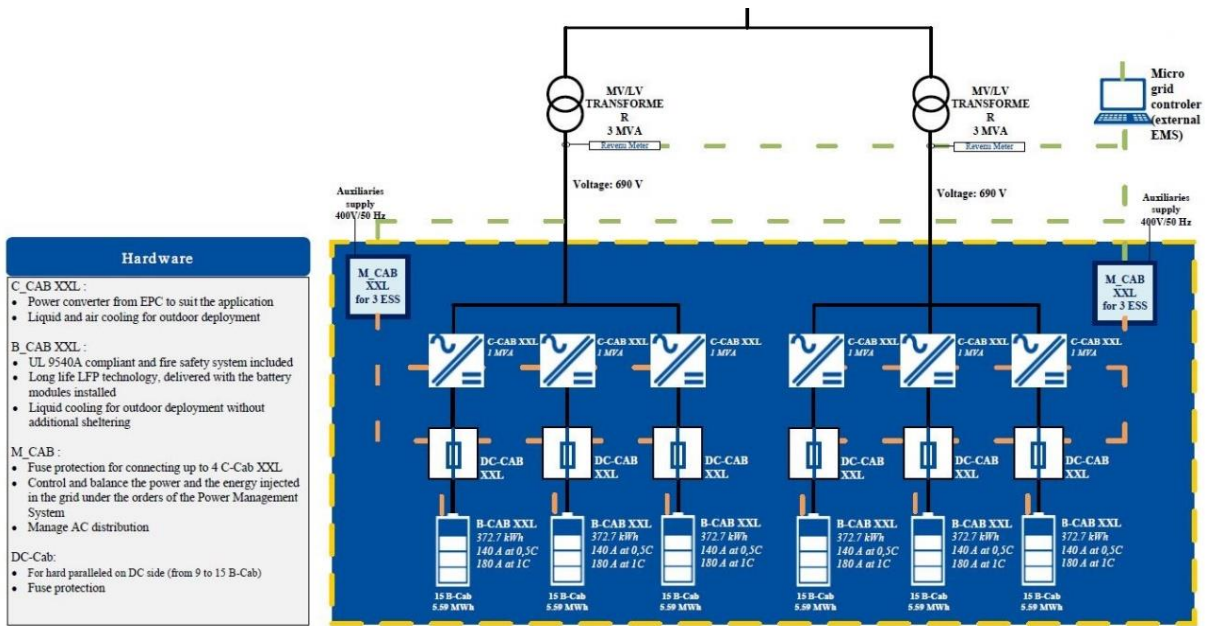 MV/LV
TRANSFORME
R
3 MVA
Revenu Meter
Voltage: 690 V
MV/LV
TRANSFORME
R
3 MVA
Revenu Meter
Voltage: 690 V
Micro
grid
controler
(external
EMS)
Auxiliaries
supply
400V/50 Hz
Auxiliaries
supply
400V/50 Hz
Hardware
C_CAB XXL :
• Power converter from EPC to suit the application
• Liquid and air cooling for outdoor deployment
B_CAB XXL :
• UL 9540A compliant and fire safety system included
• Long life LFP technology, delivered with the battery
modules installed
• Liquid cooling for outdoor deployment without
additional sheltering
M_CAB :
• Fuse protection for connecting up to 4 C-Cab XXL
• Control and balance the power and the energy injected
in the grid under the orders of the Power Management
System
• Manage AC distribution
DC-Cab:
• For hard paralleled on DC side (from 9 to 15 B-Cab)
• Fuse protection
M_CAB
XXL
for 3 ESS
M_CAB
XXL
for 3 ESS
C-CAB XXL
1 MVA
C-CAB XXL
1 MVA
C-CAB XXL
1 MVA
C-CAB XXL
1 MVA
C-CAB XXL
1 MVA
C-CAB XXL
1 MVA
DC-CAB
XXL
DC-CAB
XXL
DC-CAB
XXL
DC-CAB
XXL
DC-CAB
XXL
DC-CAB
XXL
B-CAB XXL
372.7 kWh
140 A at 0,5C
180 A at 1C
B-CAB XXL
372.7 kWh
140 A at 0,5C
180 A at 1C
B-CAB XXL
372.7 kWh
140 A at 0,5C
180 A at 1C
B-CAB XXL
372.7 kWh
140 A at 0,5C
180 A at 1C
B-CAB XXL
372.7 kWh
140 A at 0,5C
180 A at 1C
B-CAB XXL
372.7 kWh
140 A at 0,5C
180 A at 1C
15 B-Cab
5.59 MWh
15 B-Cab
5.59 MWh
15 B-Cab
5.59 MWh
15 B-Cab
5.59 MWh
15 B-Cab
5.59 MWh
15 B-Cab
5.59 MWh